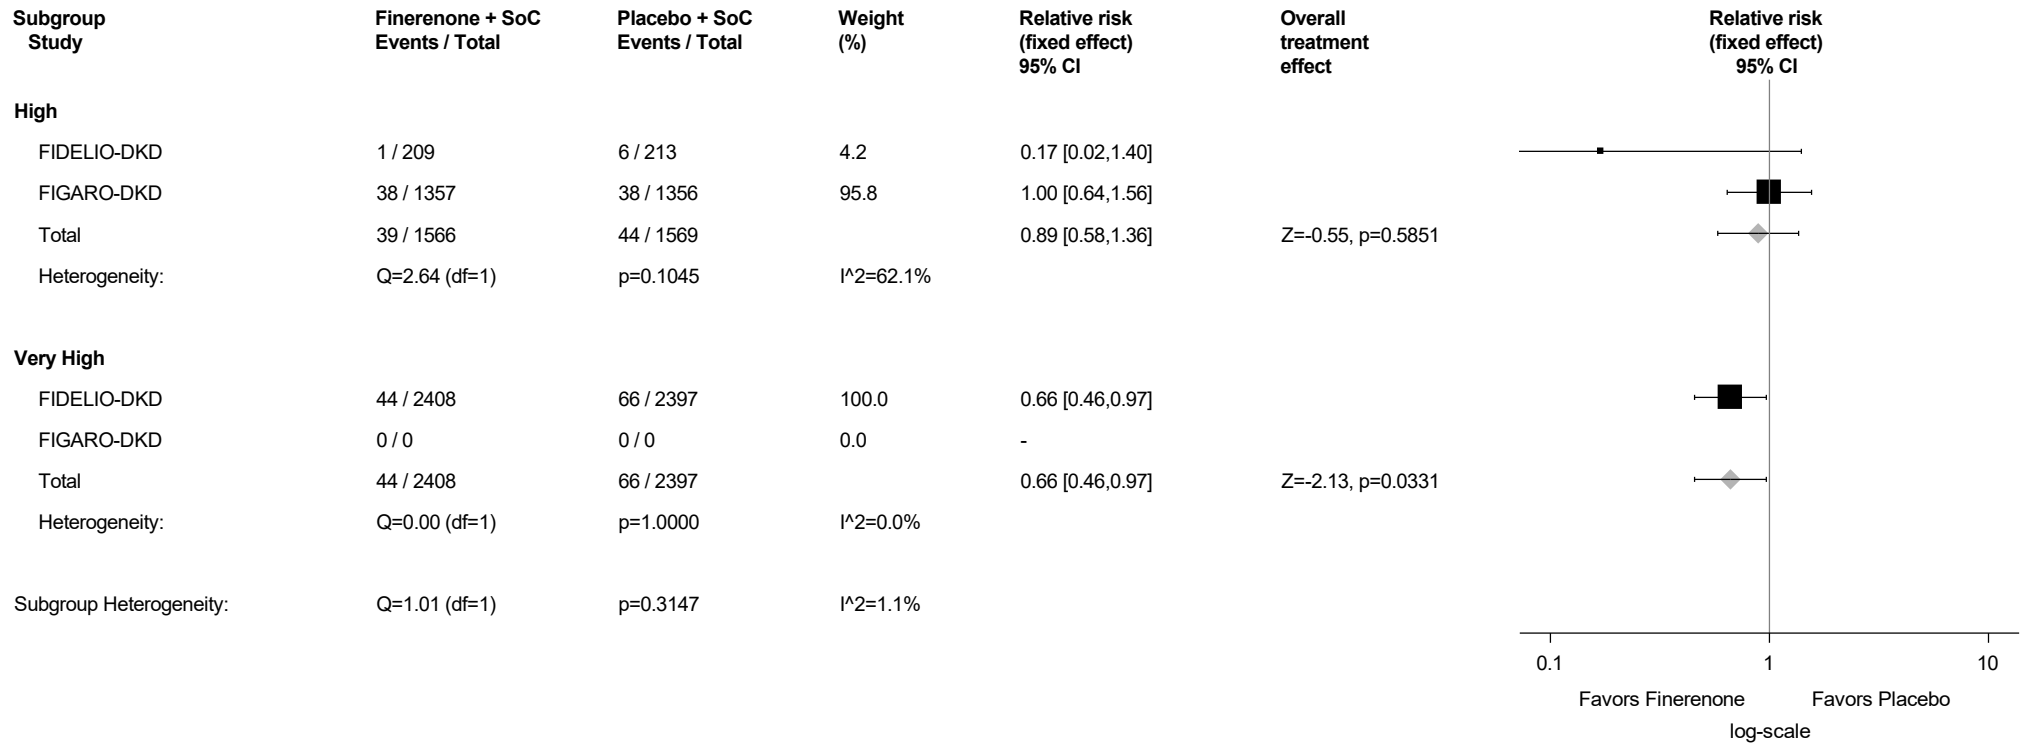 Subgroup Finerenone + SoC Placebo + SoC Weight Relative risk Overall Relative risk
Study Events / Total Events / Total (%) (fixed effect) treatment (fixed effect)
95% CI effect 95% CI
High
FIDELIO-DKD 1 / 209 6 / 213 4.2 0.17 [0.02,1.40]
FIGARO-DKD 38 / 1357 38 / 1356 95.8 1.00 [0.64,1.56]
Total 39 / 1566 44 / 1569 0.89 [0.58,1.36] Z=-0.55, p=0.5851
Heterogeneity: Q=2.64 (df=1) p=0.1045 I^2=62.1%
Very High
FIDELIO-DKD 44 / 2408 66 / 2397 100.0 0.66 [0.46,0.97]
FIGARO-DKD 0 / 0 0 / 0 0.0 -
Total 44 / 2408 66 / 2397 0.66 [0.46,0.97] Z=-2.13, p=0.0331
Heterogeneity: Q=0.00 (df=1) p=1.0000 I^2=0.0%
Subgroup Heterogeneity: Q=1.01 (df=1) p=0.3147 I^2=1.1%
0.1 1 10
Favors Finerenone Favors Placebo
log-scale